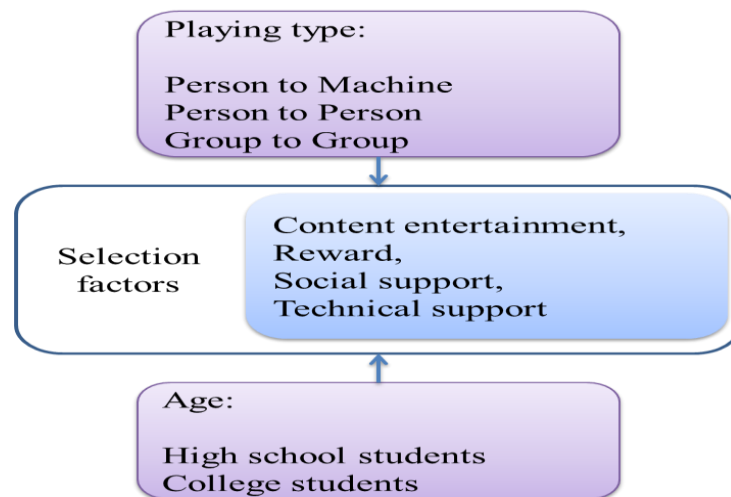 Playing type:
Person to Machine
Person to Person
Group to Group
Selection
factors
Content entertainment,
Reward,
Social support,
Technical support
Age:
High school students
College students